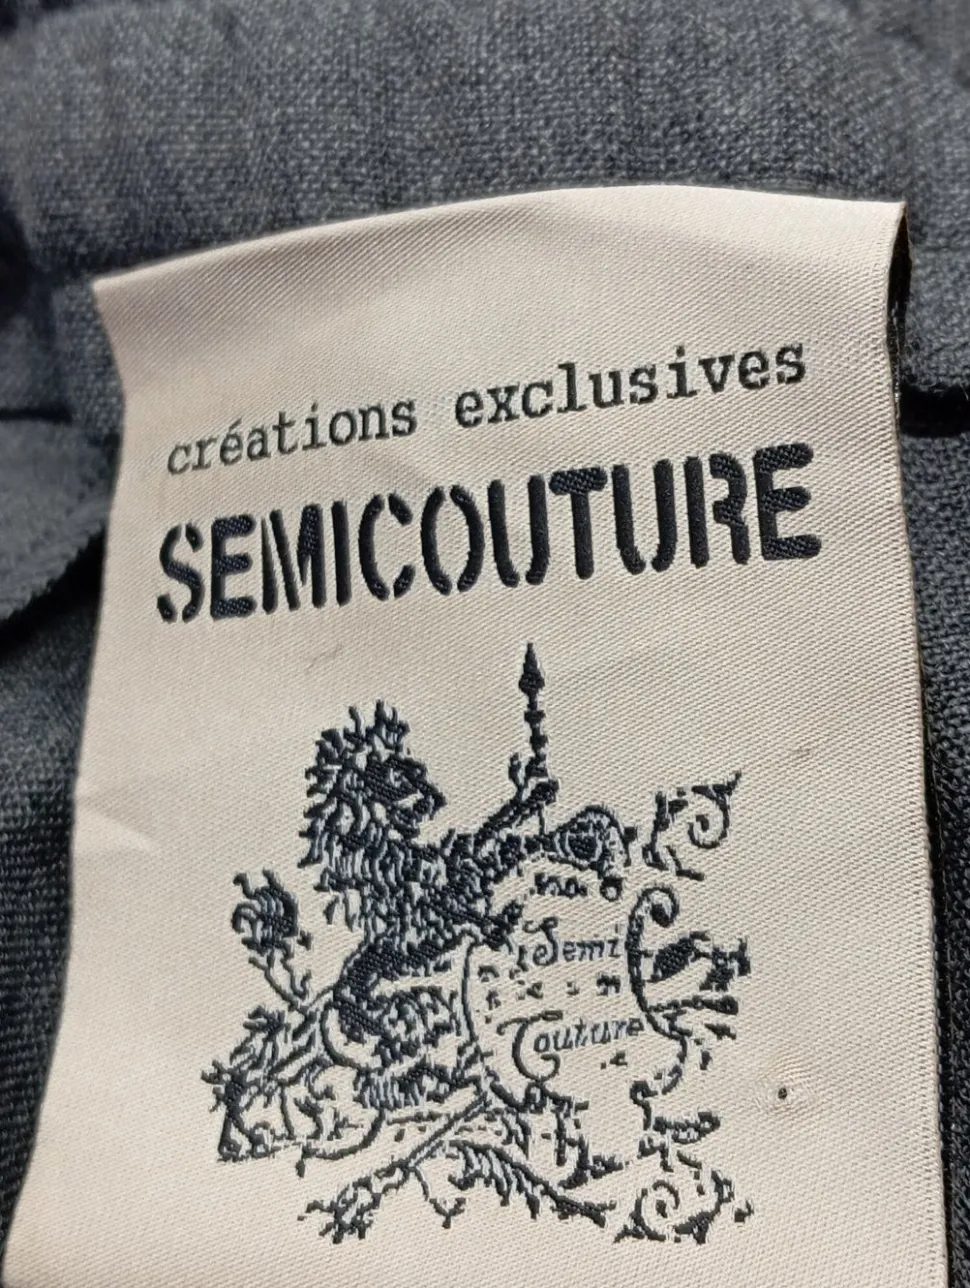 créations exclusives
SEMICOUTURE
Semi
Couture